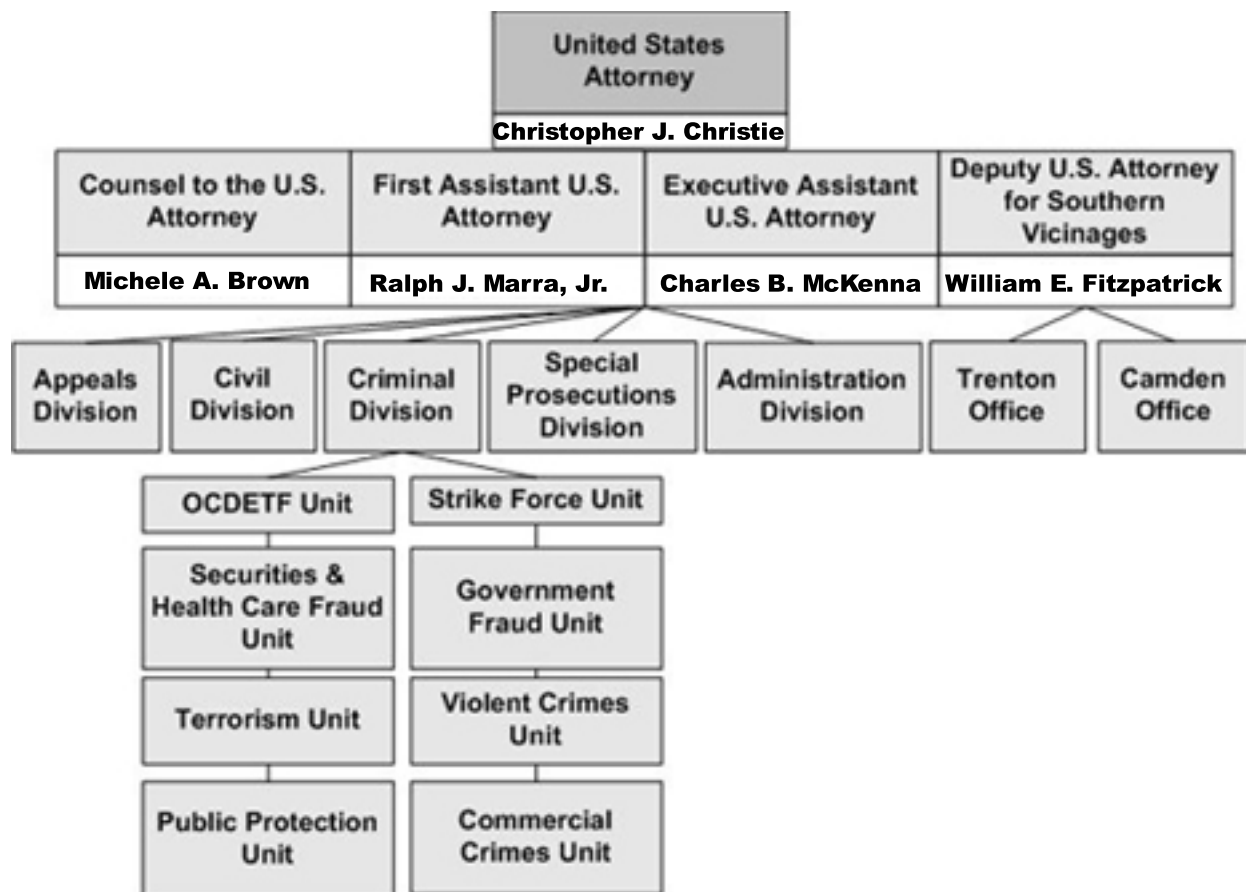 United States
Attorney
Christopher J. Christie
Counsel to the U.S.
Attorney
First Assistant U.S.
Attorney
Executive Assistant
U.S. Attorney
Deputy U.S. Attorney
for Southern
Vicinages
Michele A. Brown
Ralph J. Marra, Jr.
Charles B. McKenna
William E. Fitzpatrick
Appeals
Division
Civil
Division
Criminal
Division
Special
Prosecutions
Division
Administration
Division
Trenton
Office
Camden
Office
OCDETF Unit
Strike Force Unit
Securities &
Health Care Fraud
Unit
Government
Fraud Unit
Terrorism Unit
Violent Crimes
Unit
Public Protection
Unit
Commercial
Crimes Unit